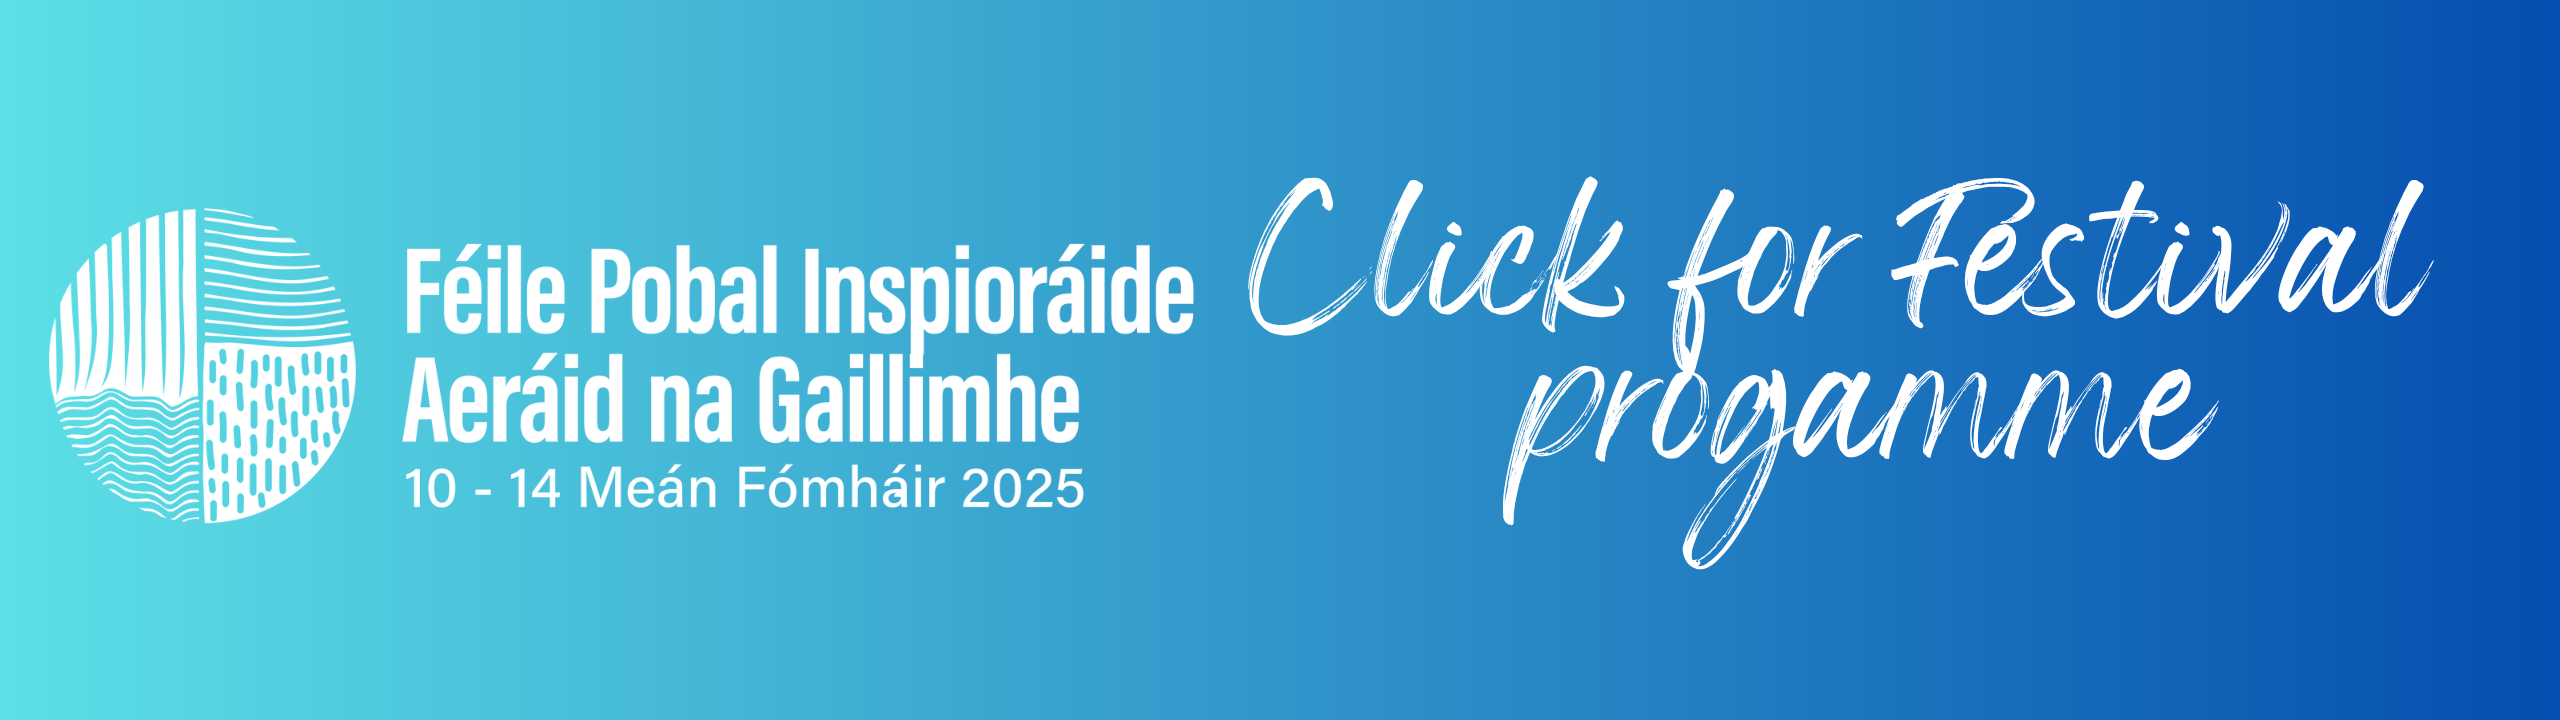 Féile Pobal Inspioráide
Aeráid na Gaillimhe
10 - 14 Meán Fómháir 2025
Click for Festival
progamme